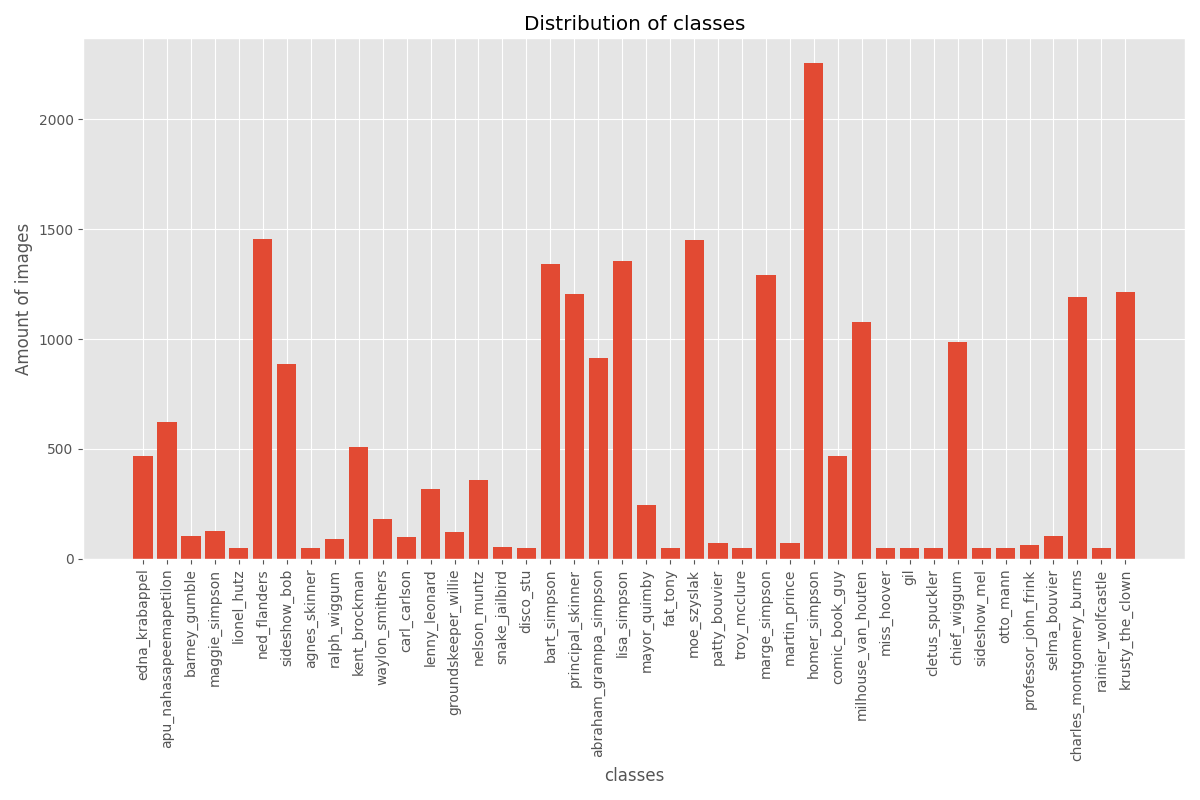 Distribution of classes
Amount of images
2000
1500
1000
500
0
edna_krabappel
apu_nahasapeemapetilon
barney_gumble
maggie_simpson
lionel_hutz
ned_flanders
sideshow_bob
agnes_skinner
ralph_wiggum
kent_brockman
waylon_smithers
carl_carlson
lenny_leonard
groundskeeper_willie
nelson_muntz
snake_jailbird
disco_stu
bart_simpson
principal_skinner
abraham_grampa_simpson
lisa_simpson
mayor_quimby
fat_tony
moe_szyslak
patty_bouvier
troy_mcclure
marge_simpson
martin_prince
homer_simpson
comic_book_guy
milhouse_van_houten
miss_hoover
gil
cletus_spuckler
chief_wiggum
sideshow_mel
otto_mann
professor_john_frink
selma_bouvier
charles_montgomery_burns
rainier_wolfcastle
krusty_the_clown
classes